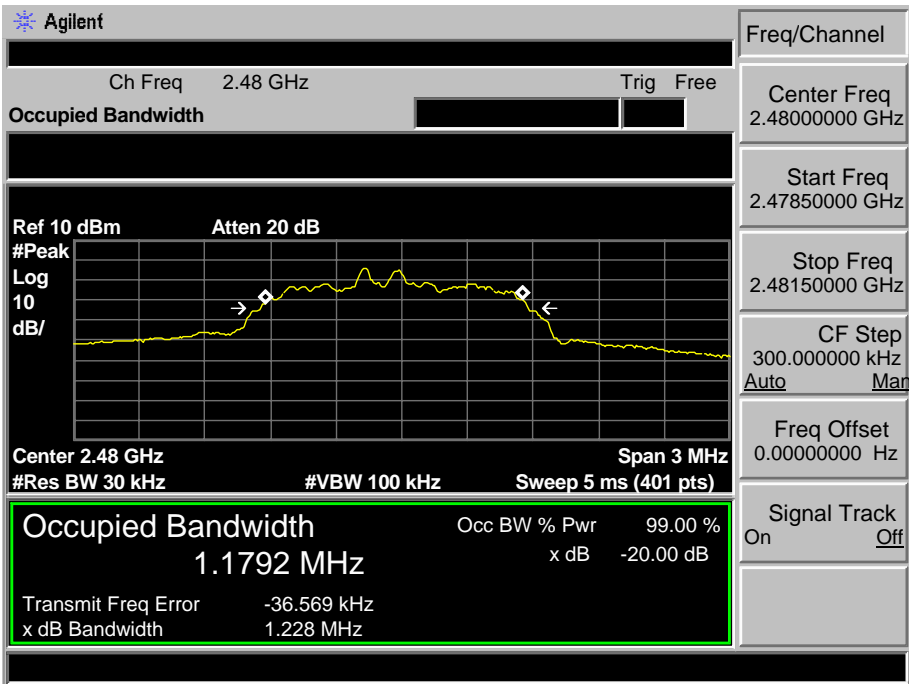 Agilent
Ch Freq 2.48 GHz Trig Free
Occupied Bandwidth
Ref 10 dBm Atten 20 dB
#Peak
Log
10
dB/
Center 2.48 GHz Span 3 MHz
#Res BW 30 kHz #VBW 100 kHz Sweep 5 ms (401 pts)
Occupied Bandwidth Occ BW % Pwr 99.00 %
1.1792 MHz x dB -20.00 dB
Transmit Freq Error -36.569 kHz
x dB Bandwidth 1.228 MHz
Freq/Channel
Center Freq
2.48000000 GHz
Start Freq
2.47850000 GHz
Stop Freq
2.48150000 GHz
CF Step
300.000000 kHz
Auto Man
Freq Offset
0.00000000 Hz
Signal Track
On Off